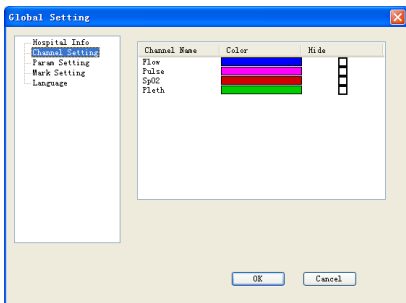 Global Setting
Hospital Info
Channel Setting
Param Setting
Mark Setting
Language
Channel Name Color Hide
Flow
Pulse
SpO2
Pleth
OK Cancel